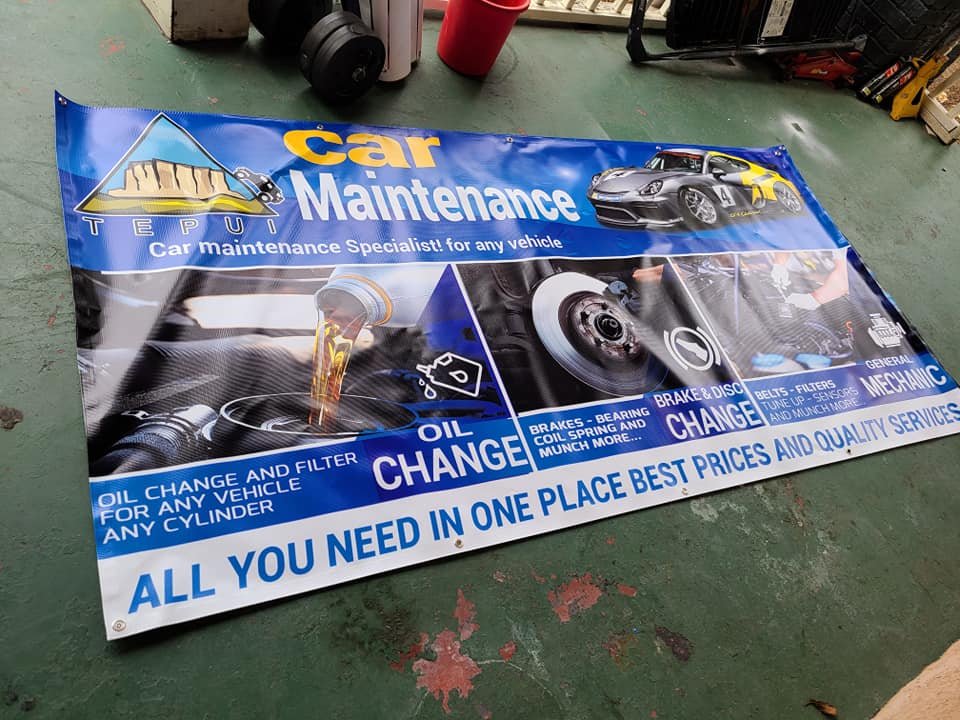 TEPUI
car
Maintenance
Car maintenance Specialist! for any vehicle
4
OIL CHANGE AND FILTER
FOR ANY VEHICLE
ANY CYLINDER
OIL
CHANGE
BRAKES - BEARING
COIL SPRING AND
MUNCH MORE...
BRAKE & DISC
CHANGE
BELTS - FILTERS
TUNE UP - SENSORS
AND MUNCH MORE...
GENERAL
MECHANIC
ALL YOU NEED IN ONE PLACE BEST PRICES AND QUALITY SERVICES